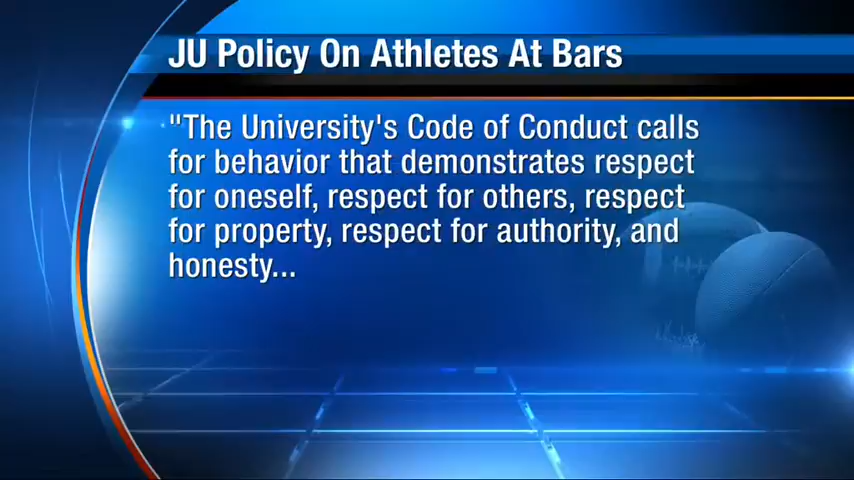 JU Policy On Athletes At Bars
"The University's Code of Conduct calls
for behavior that demonstrates respect
for oneself, respect for others, respect
for property, respect for authority, and
honesty...